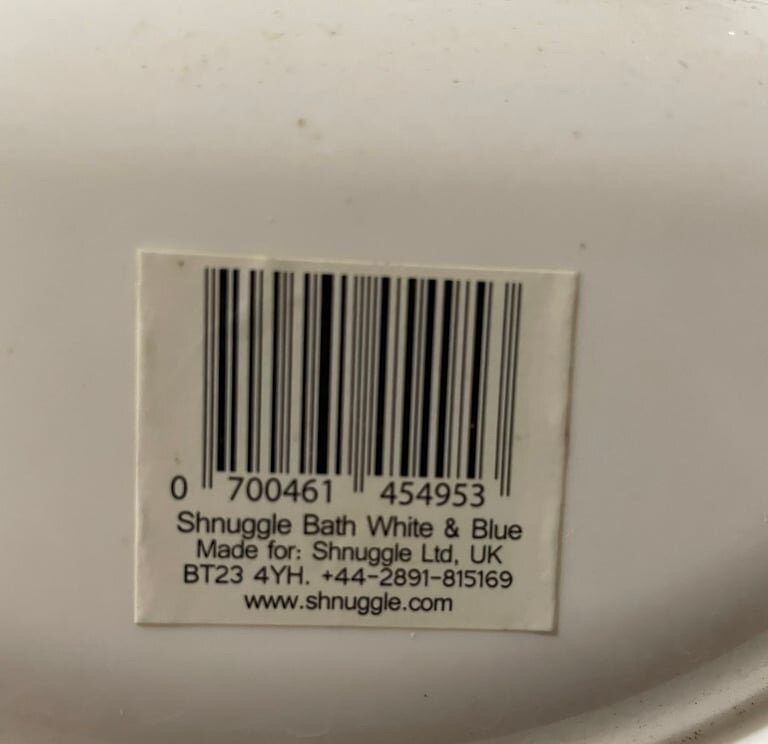 0 700461 454953
Shnuggle Bath White & Blue
Made for: Shnuggle Ltd, UK
BT23 4YH. +44-2891-815169
www.shnuggle.com